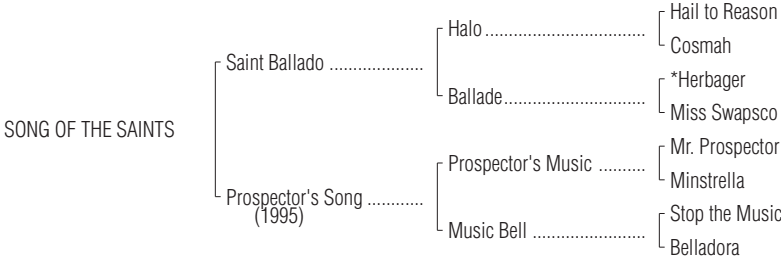 Hail to Reason
Halo ................................
Cosmah
Saint Ballado ....................
*Herbager
Ballade..............................
Miss Swapsco
SONG OF THE SAINTS
Mr. Prospector
Prospector's Music ..........
Minstrella
Prospector's Song ............
(1995)
Stop the Music
Music Bell ........................
Belladora